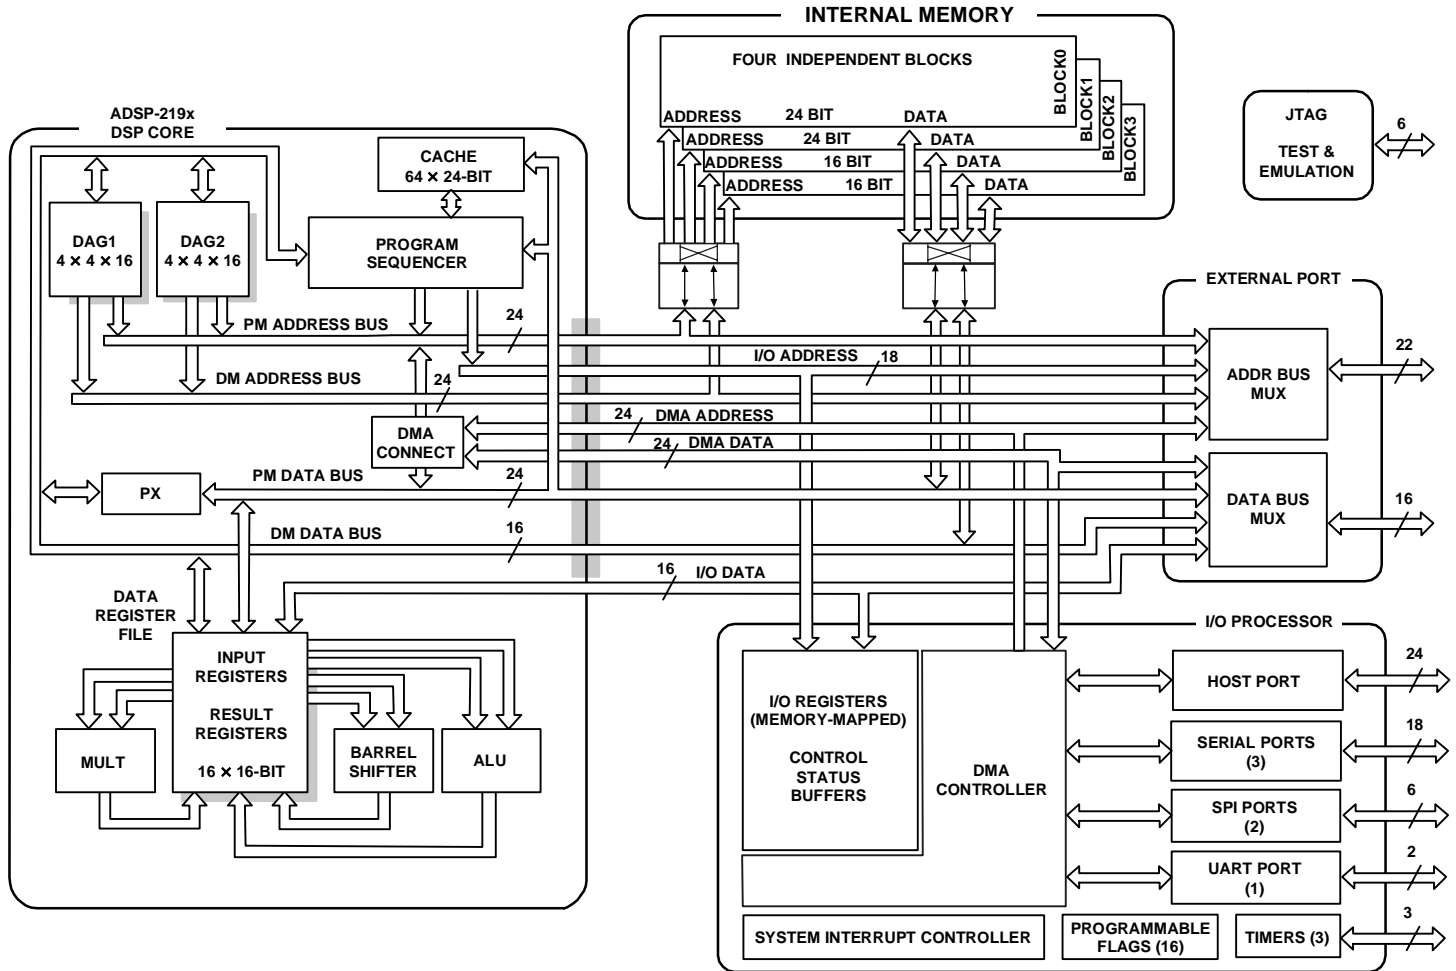 INTERNAL MEMORY
FOUR INDEPENDENT BLOCKS
BLOCK0
BLOCK1
BLOCK2
BLOCK3
ADDRESS 24 BIT DATA
ADDRESS 24 BIT DATA
ADDRESS 16 BIT DATA
ADDRESS 16 BIT DATA
JTAG
TEST &
EMULATION
6
ADSP-219x
DSP CORE
CACHE
64 × 24-BIT
DAG1
4 × 4 × 16
DAG2
4 × 4 × 16
PROGRAM
SEQUENCER
PM ADDRESS BUS
24
DM ADDRESS BUS
24
I/O ADDRESS
18
DMA
CONNECT
24
DMA ADDRESS
24
DMA DATA
PX
PM DATA BUS
24
DM DATA BUS
16
16
I/O DATA
EXTERNAL PORT
ADDR BUS
MUX
22
DATA BUS
MUX
16
DATA
REGISTER
FILE
INPUT
REGISTERS
RESULT
REGISTERS
16 × 16-BIT
MULT
BARREL
SHIFTER
ALU
I/O PROCESSOR
I/O REGISTERS
(MEMORY-MAPPED)
CONTROL
STATUS
BUFFERS
DMA
CONTROLLER
HOST PORT
24
SERIAL PORTS
(3)
18
SPI PORTS
(2)
6
UART PORT
(1)
2
SYSTEM INTERRUPT CONTROLLER
PROGRAMMABLE
FLAGS (16)
TIMERS (3)
3